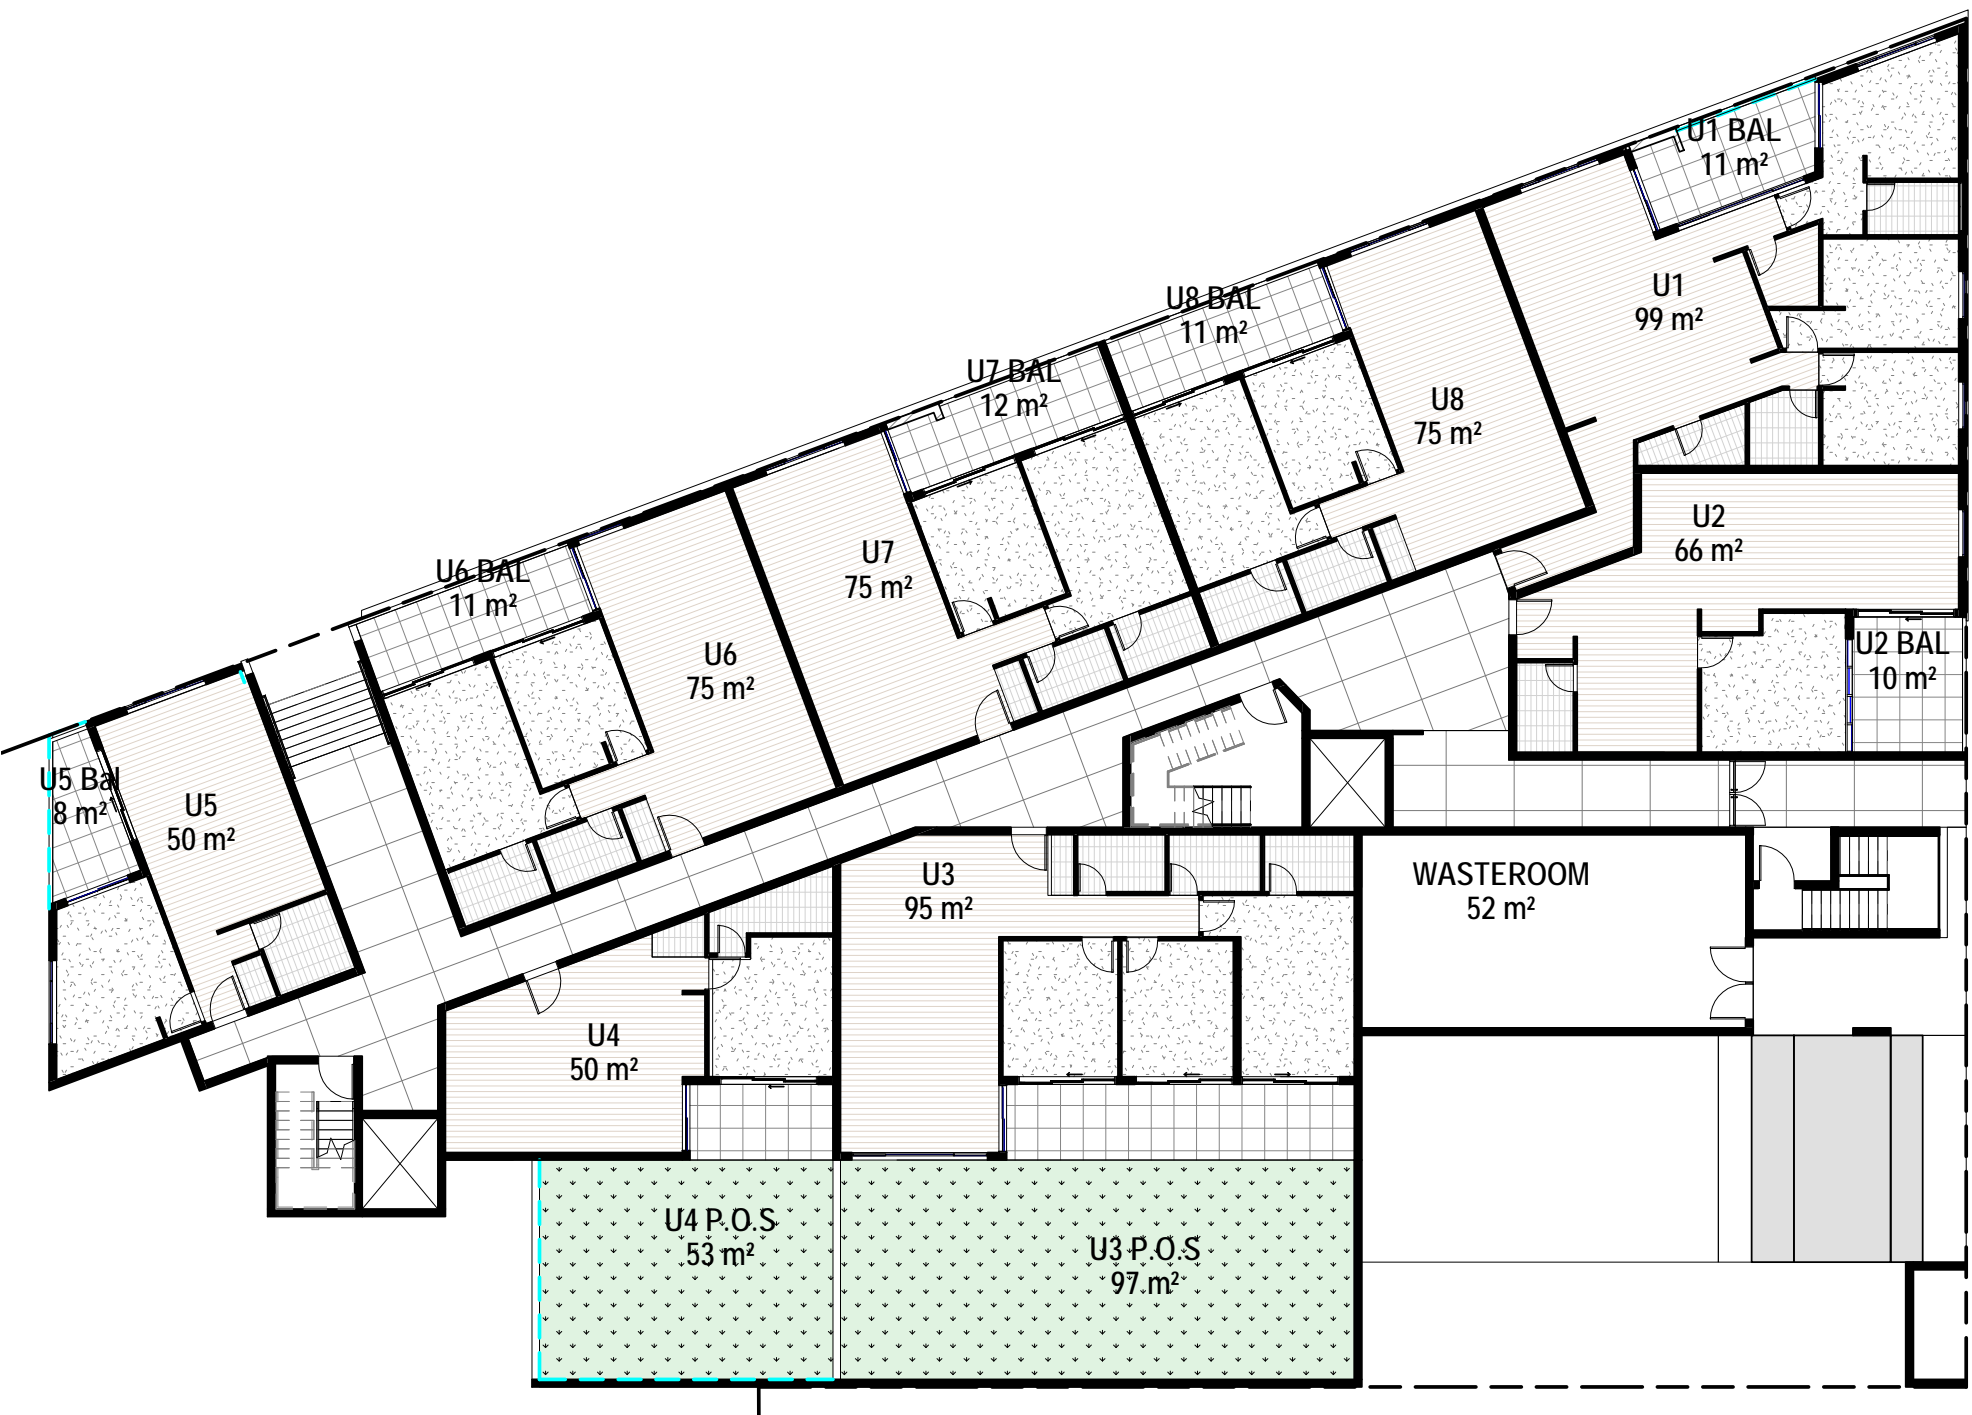 U1 BAL
11 m²
U1
99 m²
U8 BAL
11 m²
U7 BAL
12 m²
U8
75 m²
U2
66 m²
U7
75 m²
U6 BAL
11 m²
U6
75 m²
U2 BAL
10 m²
U5 Bal
8 m²
U5
50 m²
U3
95 m²
WASTEROOM
52 m²
U4
50 m²
U4 P.O.S
53 m²
U3 P.O.S
97 m²